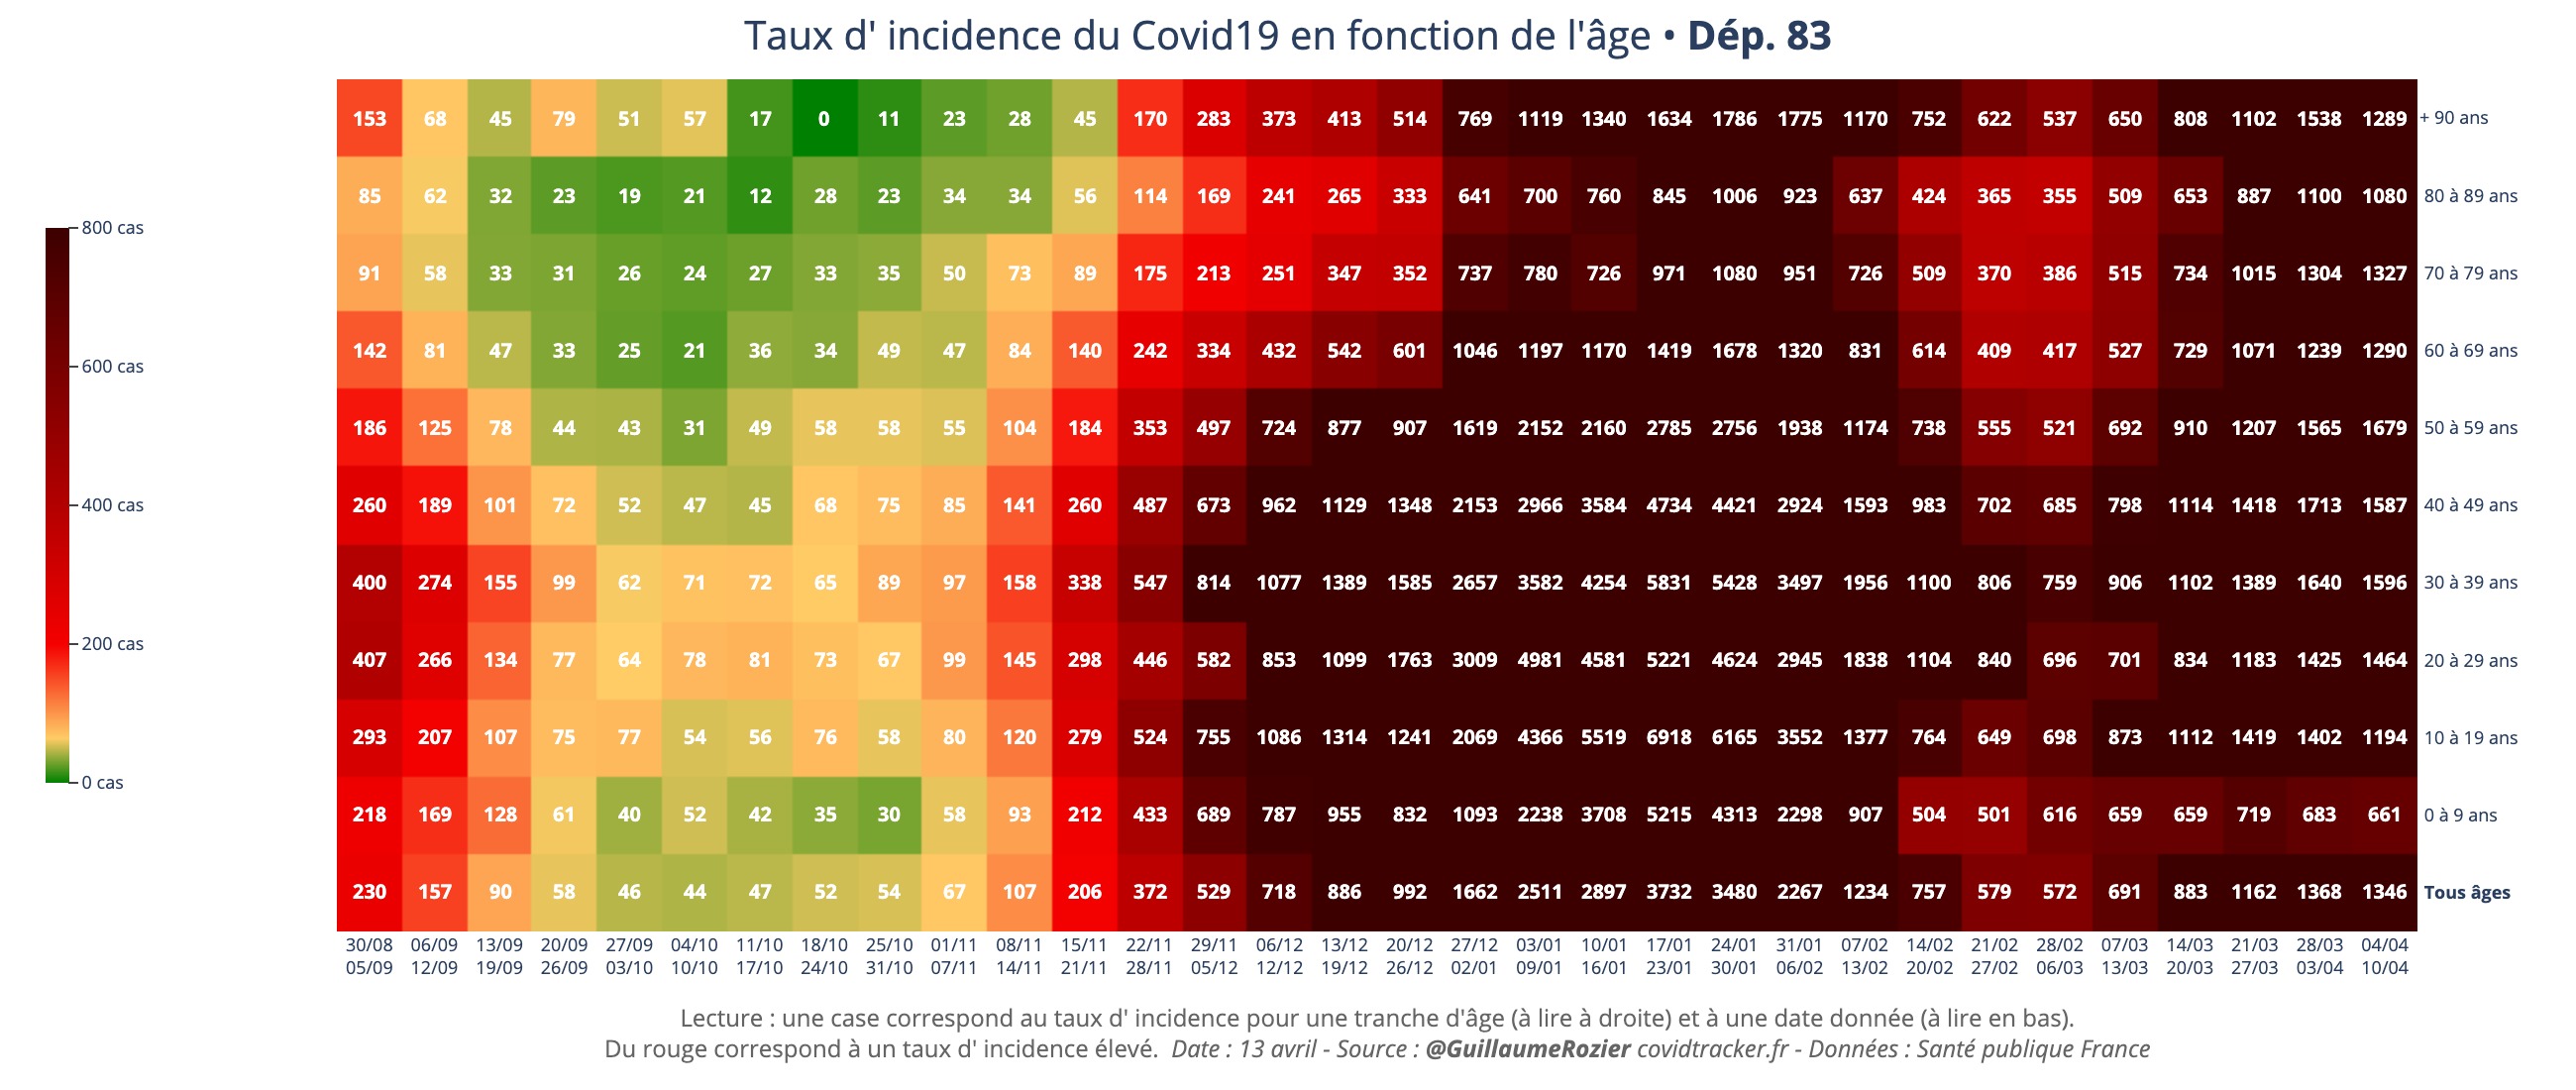 Taux d' incidence du Covid19 en fonction de l'âge • Dép. 83
800 cas
600 cas
400 cas
200 cas
0 cas
153 68 45 79 51 57 17 0 11 23 28 45 170 283 373 413 514 769 1119 1340 1634 1786 1775 1170 752 622 537 650 808 1102 1538 1289 + 90 ans
85 62 32 23 19 21 12 28 23 34 34 56 114 169 241 265 333 641 700 760 845 1006 923 637 424 365 355 509 653 887 1100 1080 80 à 89 ans
91 58 33 31 26 24 27 33 35 50 73 89 175 213 251 347 352 737 780 726 971 1080 951 726 509 370 386 515 734 1015 1304 1327 70 à 79 ans
142 81 47 33 25 21 36 34 49 47 84 140 242 334 432 542 601 1046 1197 1170 1419 1678 1320 831 614 409 417 527 729 1071 1239 1290 60 à 69 ans
186 125 78 44 43 31 49 58 58 55 104 184 353 497 724 877 907 1619 2152 2160 2785 2756 1938 1174 738 555 521 692 910 1207 1565 1679 50 à 59 ans
260 189 101 72 52 47 45 68 75 85 141 260 487 673 962 1129 1348 2153 2966 3584 4734 4421 2924 1593 983 702 685 798 1114 1418 1713 1587 40 à 49 ans
400 274 155 99 62 71 72 65 89 97 158 338 547 814 1077 1389 1585 2657 3582 4254 5831 5428 3497 1956 1100 806 759 906 1102 1389 1640 1596 30 à 39 ans
407 266 134 77 64 78 81 73 67 99 145 298 446 582 853 1099 1763 3009 4981 4581 5221 4624 2945 1838 1104 840 696 701 834 1183 1425 1464 20 à 29 ans
293 207 107 75 77 54 56 76 58 80 120 279 524 755 1086 1314 1241 2069 4366 5519 6918 6165 3552 1377 764 649 698 873 1112 1419 1402 1194 10 à 19 ans
218 169 128 61 40 52 42 35 30 58 93 212 433 689 787 955 832 1093 2238 3708 5215 4313 2298 907 504 501 616 659 659 719 683 661 0 à 9 ans
230 157 90 58 46 44 47 52 54 67 107 206 372 529 718 886 992 1662 2511 2897 3732 3480 2267 1234 757 579 572 691 883 1162 1368 1346 Tous âges
30/08 06/09 13/09 20/09 27/09 04/10 11/10 18/10 25/10 01/11 08/11 15/11 22/11 29/11 06/12 13/12 20/12 27/12 03/01 10/01 17/01 24/01 31/01 07/02 14/02 21/02 28/02 07/03 14/03 21/03 28/03 04/04
05/09 12/09 19/09 26/09 03/10 10/10 17/10 24/10 31/10 07/11 14/11 21/11 28/11 05/12 12/12 19/12 26/12 02/01 09/01 16/01 23/01 30/01 06/02 13/02 20/02 27/02 06/03 13/03 20/03 27/03 03/04 10/04
Lecture : une case correspond au taux d' incidence pour une tranche d'âge (à lire à droite) et à une date donnée (à lire en bas).
Du rouge correspond à un taux d' incidence élevé. Date : 13 avril - Source : @GuillaumeRozier covidtracker.fr - Données : Santé publique France